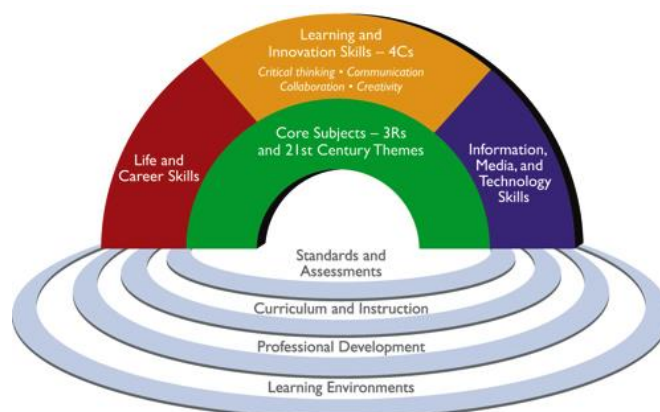 Learning and
Innovation Skills – 4Cs
Critical thinking • Communication
Collaboration • Creativity
Core Subjects – 3Rs
and 21st Century Themes
Life and
Career Skills
Information,
Media, and
Technology
Skills
Standards and
Assessments
Curriculum and Instruction
Professional Development
Learning Environments